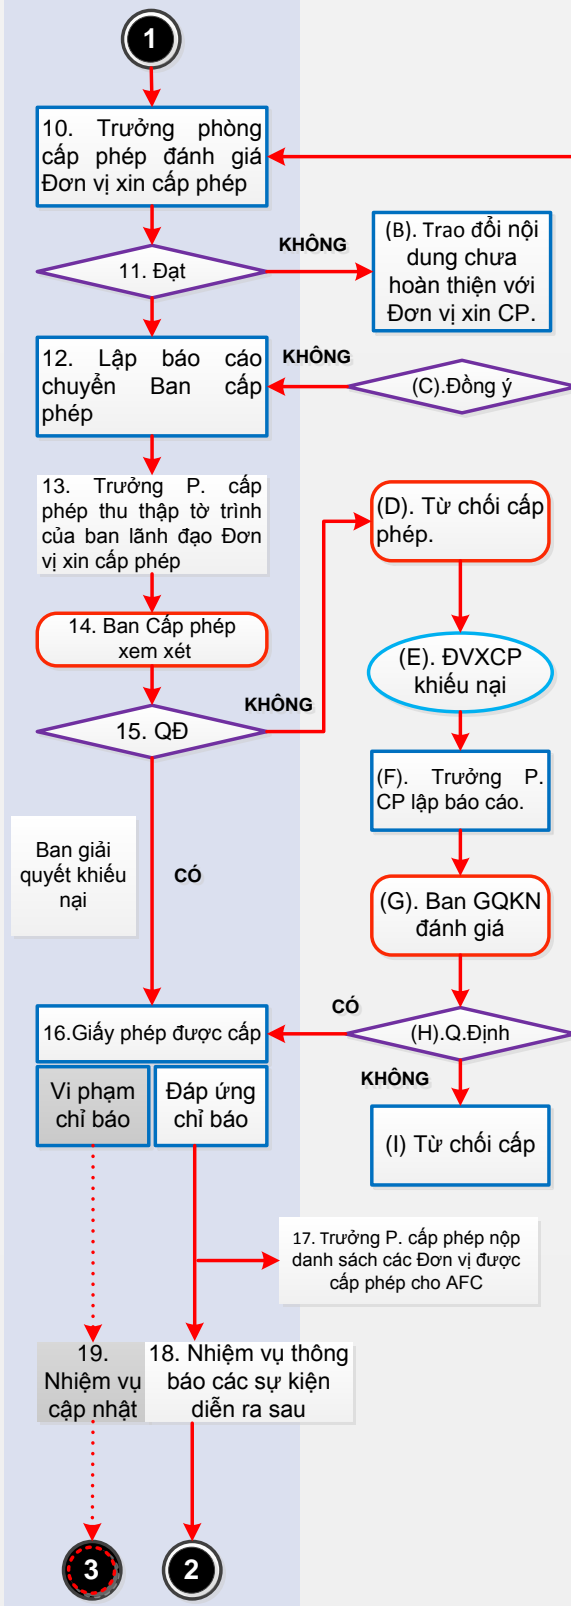 1
10. Trưởng phòng
cấp phép đánh giá
Đơn vị xin cấp phép
KHÔNG
11. Đạt
(B). Trao đổi nội
dung chưa
hoàn thiện với
Đơn vị xin CP.
12. Lập báo cáo
chuyển Ban cấp
phép
KHÔNG
(C).Đồng ý
13. Trưởng P. cấp
phép thu thập tờ trình
của ban lãnh đạo Đơn
vị xin cấp phép
(D). Từ chối cấp
phép.
14. Ban Cấp phép
xem xét
(E). ĐVXCP
khiếu nại
KHÔNG
15. QĐ
(F). Trưởng P.
CP lập báo cáo.
Ban giải
quyết khiếu
nại
CÓ
(G). Ban GQKN
đánh giá
CÓ
16.Giấy phép được cấp
(H).Q.Định
KHÔNG
Vi phạm
chỉ báo
Đáp ứng
chỉ báo
(I) Từ chối cấp
17. Trưởng P. cấp phép nộp
danh sách các Đơn vị được
cấp phép cho AFC
19.
Nhiệm vụ
cập nhật
18. Nhiệm vụ thông
báo các sự kiện
diễn ra sau
3
2